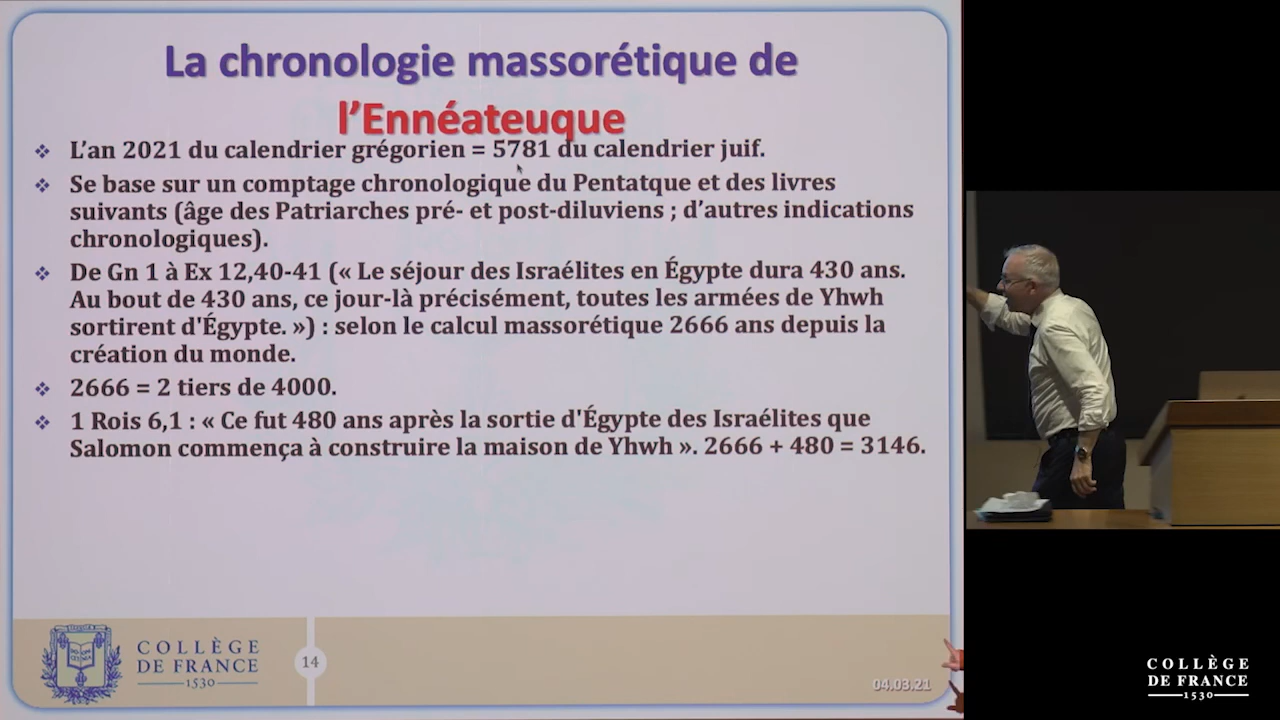 La chronologie massorétique de
l'Ennéateuque
❖ L'an 2021 du calendrier grégorien = 5781 du calendrier juif.
❖ Se base sur un comptage chronologique du Pentatque et des livres
suivants (âge des Patriarches pré- et post-diluviens ; d'autres indications
chronologiques).
❖ De Gn 1 à Ex 12,40-41 (« Le séjour des Israélites en Égypte dura 430 ans.
Au bout de 430 ans, ce jour-là précisément, toutes les armées de Yhwh
sortirent d'Égypte. ») : selon le calcul massorétique 2666 ans depuis la
création du monde.
❖ 2666 = 2 tiers de 4000.
❖ 1 Rois 6,1 : « Ce fut 480 ans après la sortie d'Égypte des Israélites que
Salomon commença à construire la maison de Yhwh ». 2666 + 480 = 3146.
COLLÈGE
DE FRANCE
1530
14
04.03.21
COLLÈGE
DE FRANCE
1530